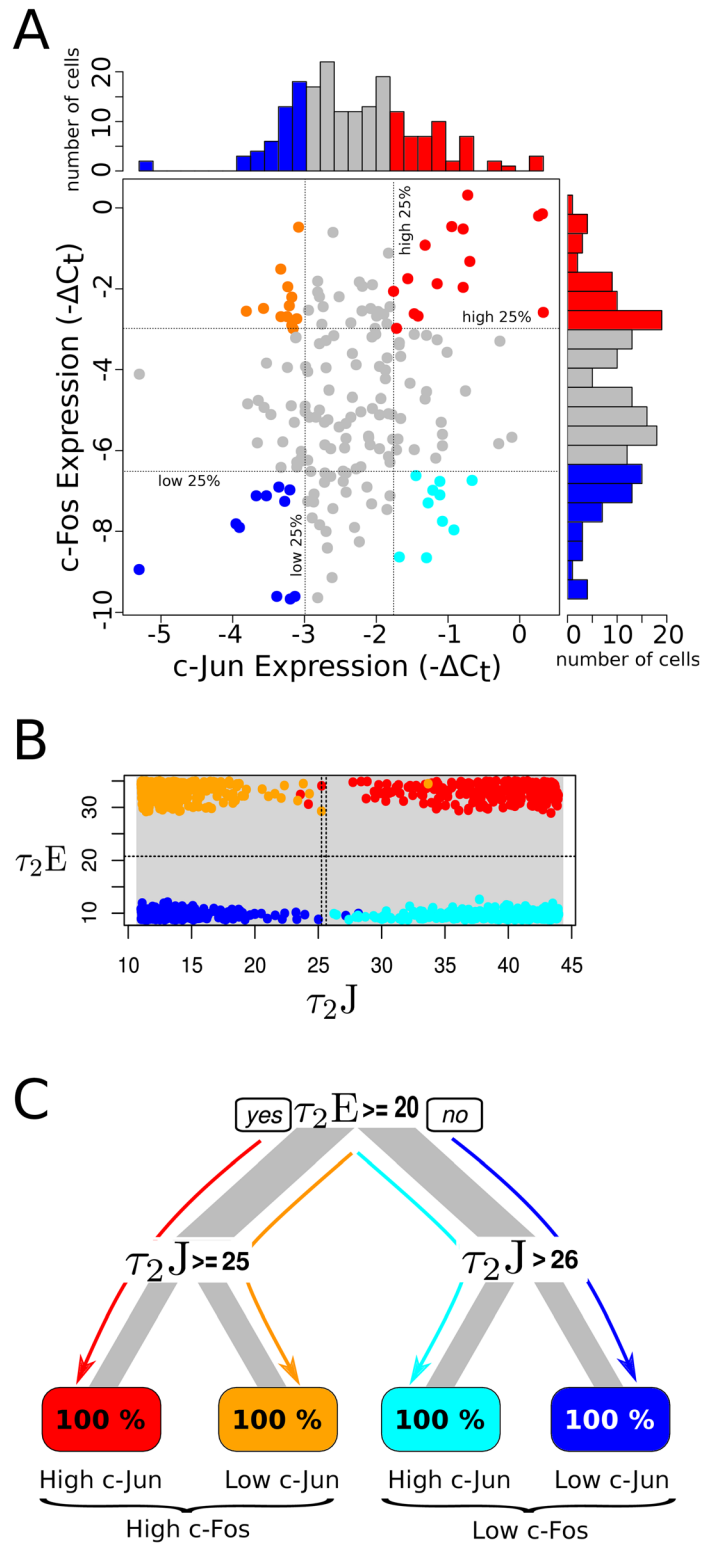 A
number of cells
20
10
0
0
-2
-4
-6
-8
-10
c-Fos Expression (-ΔCt)
high 25%
high 25%
low 25%
low 25%
-5 -4 -3 -2 -1 0
c-Jun Expression (-ΔCt)
0 10 20
number of cells
B
30
20
10
τ2E
10 15 20 25 30 35 40 45
τ2J
C
yes τ2E >= 20 no
τ2J >= 25 τ2J > 26
100 % 100 % 100 % 100 %
High c-Jun Low c-Jun High c-Jun Low c-Jun
High c-Fos Low c-Fos